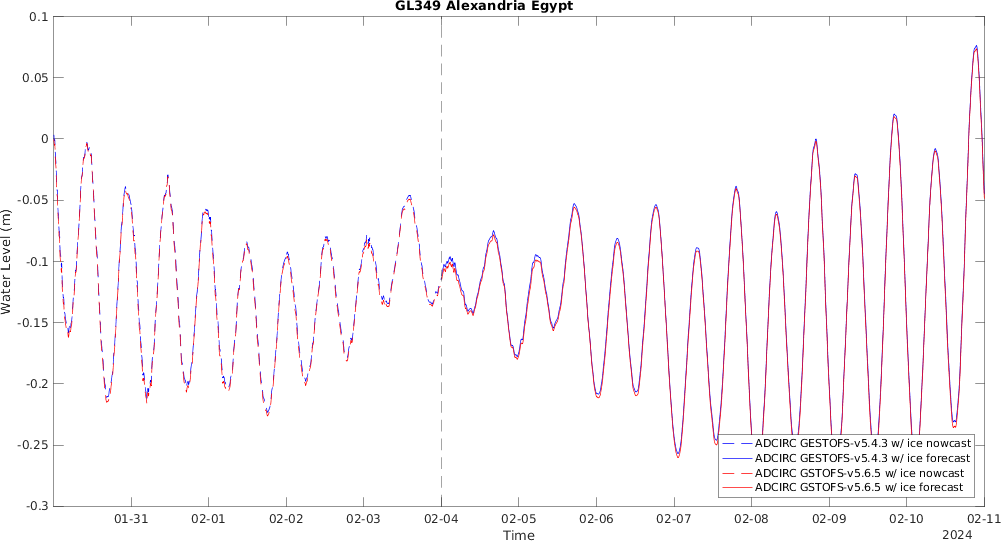 GL349 Alexandria Egypt
0.1
0.05
0
-0.05
-0.1
-0.15
-0.2
-0.25
-0.3
Water Level (m)
ADCIRC GESTOFS-v5.4.3 w/ ice nowcast
ADCIRC GESTOFS-v5.4.3 w/ ice forecast
ADCIRC GSTOFS-v5.6.5 w/ ice nowcast
ADCIRC GSTOFS-v5.6.5 w/ ice forecast
01-31 02-01 02-02 02-03 02-04 02-05 02-06 02-07 02-08 02-09 02-10 02-11
Time
2024